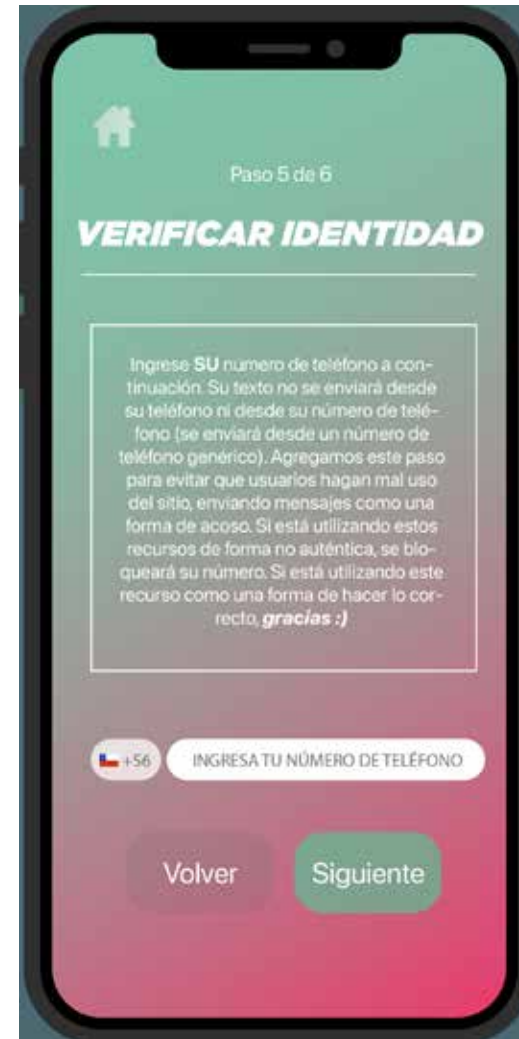 Paso 5 de 6
VERIFICAR IDENTIDAD
Ingrese SU número de teléfono a con-
tinuación. Su texto no se enviará desde
su teléfono ni desde su número de telé-
fono (se enviará desde un número de
teléfono genérico). Agregamos este paso
para evitar que usuarios hagan mal uso
del sitio, enviando mensajes como una
forma de acoso. Si está utilizando estos
recursos de forma no auténtica, se blo-
queará su número. Si está utilizando este
recurso como una forma de hacer lo cor-
recto, gracias :)
+56 INGRESA TU NÚMERO DE TELÉFONO
Volver Siguiente